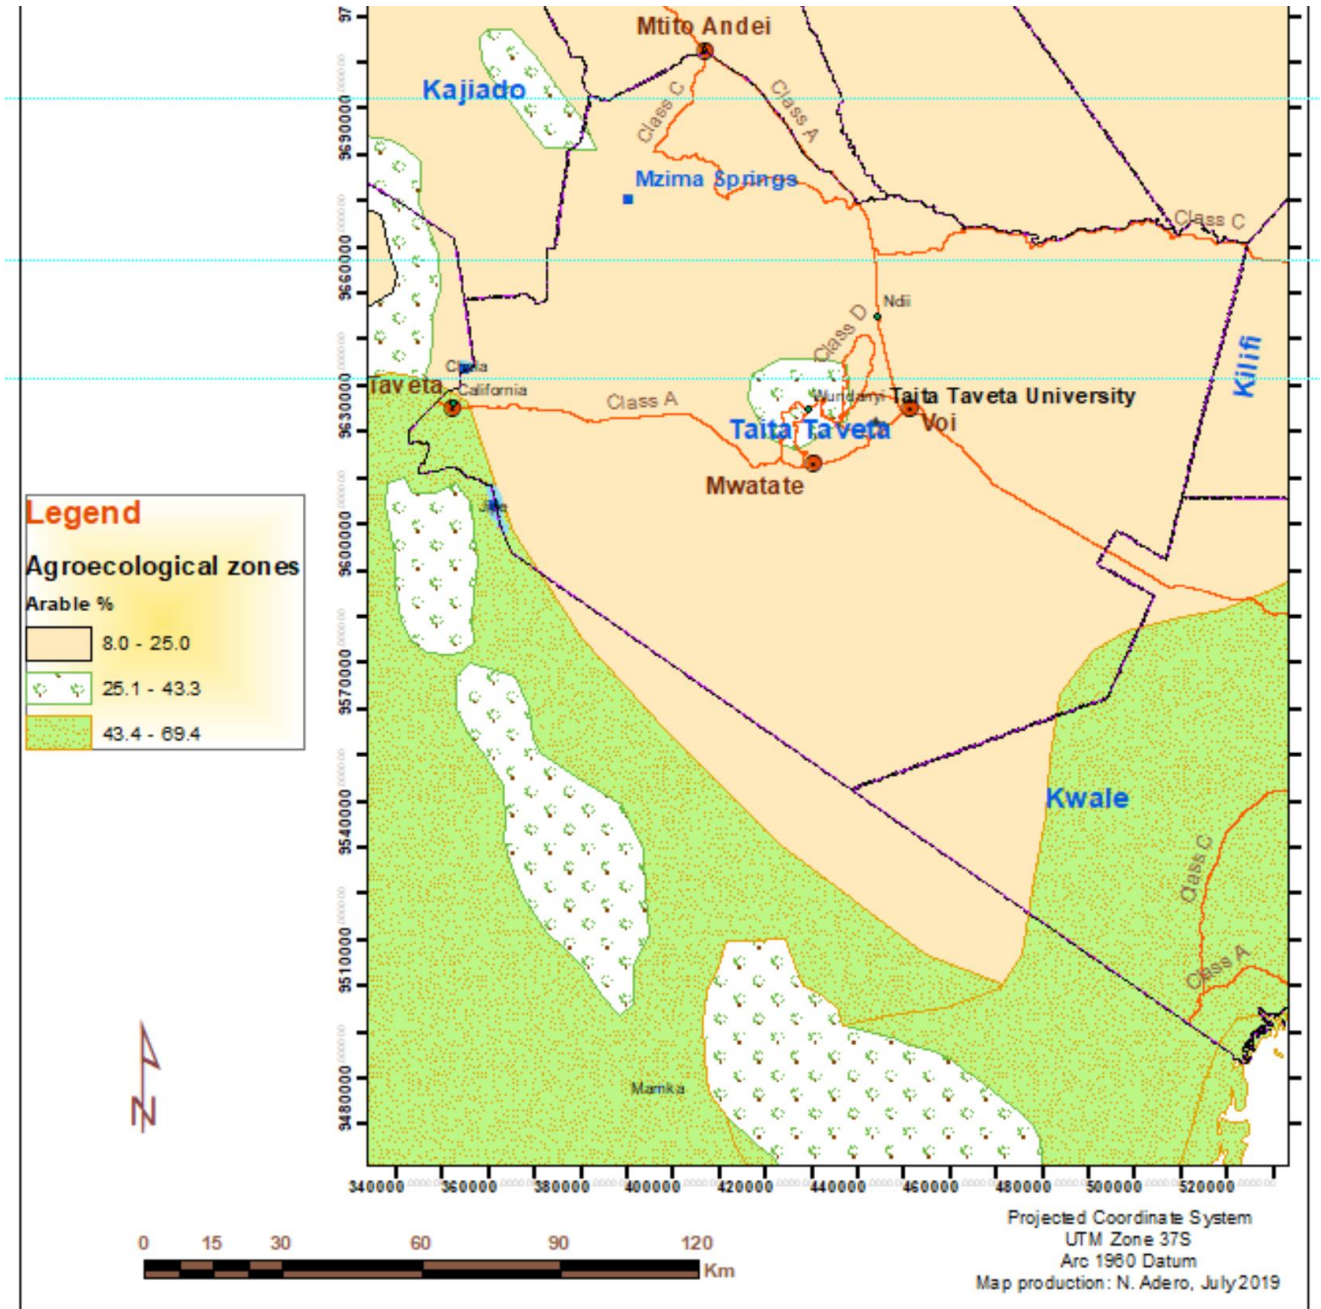 Mtito Andei
Kajiado
Class C
Class A
Mzima Springs
Class C
Ndii
Class D
Kilifi
Taveta
California
Class A
Wundanyi
Taita Taveta University
Taita Taveta
Voi
Mwatate
Legend
Agroecological zones
Arable %
8.0 - 25.0
25.1 - 43.3
43.4 - 69.4
Kwale
Class C
Class A
Mamka
N
97
9690000
9660000
9630000
9600000
9570000
9540000
9510000
9480000
340000 360000 380000 400000 420000 440000 460000 480000 500000 520000
0 15 30 60 90 120
Km
Projected Coordinate System
UTM Zone 37S
Arc 1960 Datum
Map production: N. Adero, July 2019